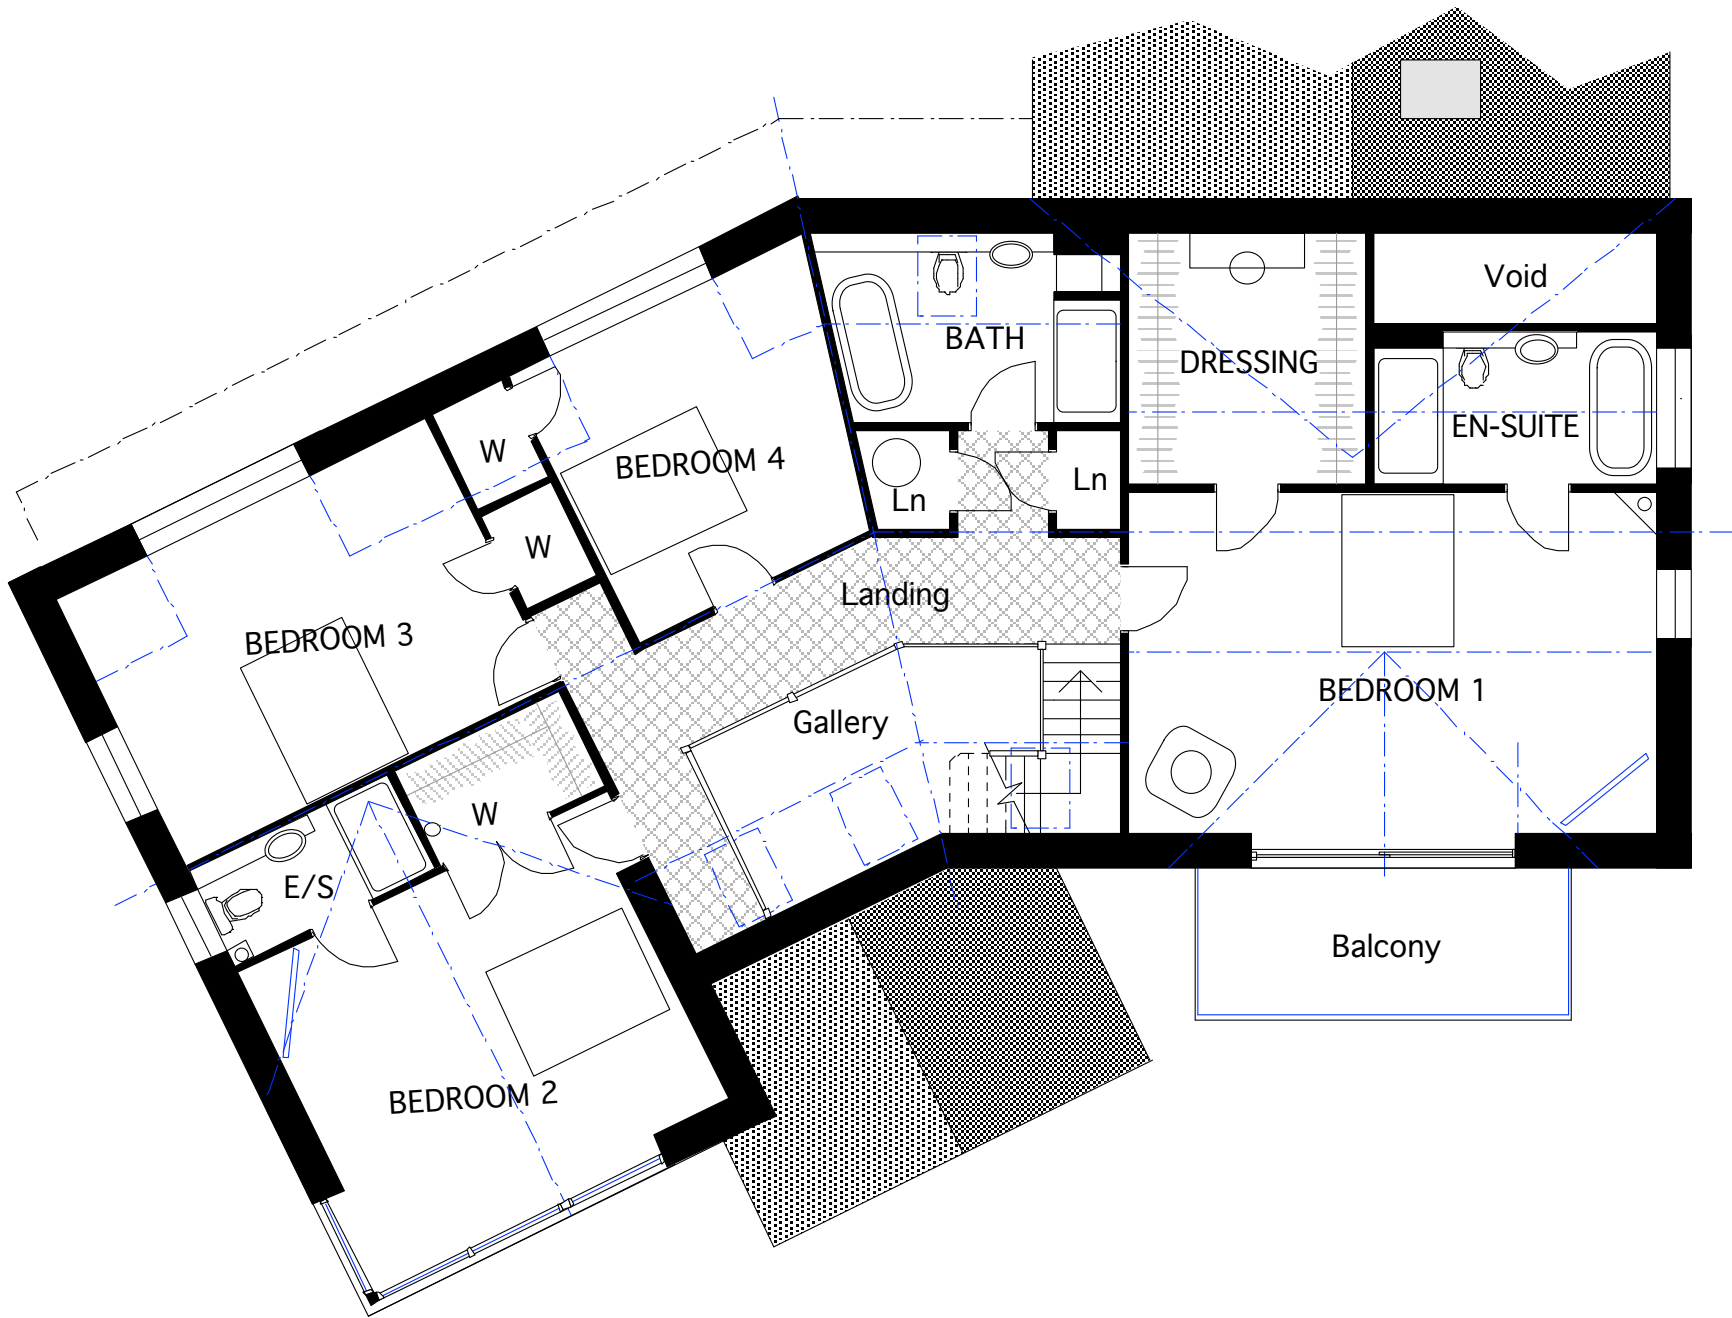 Void
BATH
DRESSING
EN-SUITE
W
BEDROOM 4
Ln
Ln
W
Landing
BEDROOM 3
BEDROOM 1
Gallery
W
E/S
Balcony
BEDROOM 2